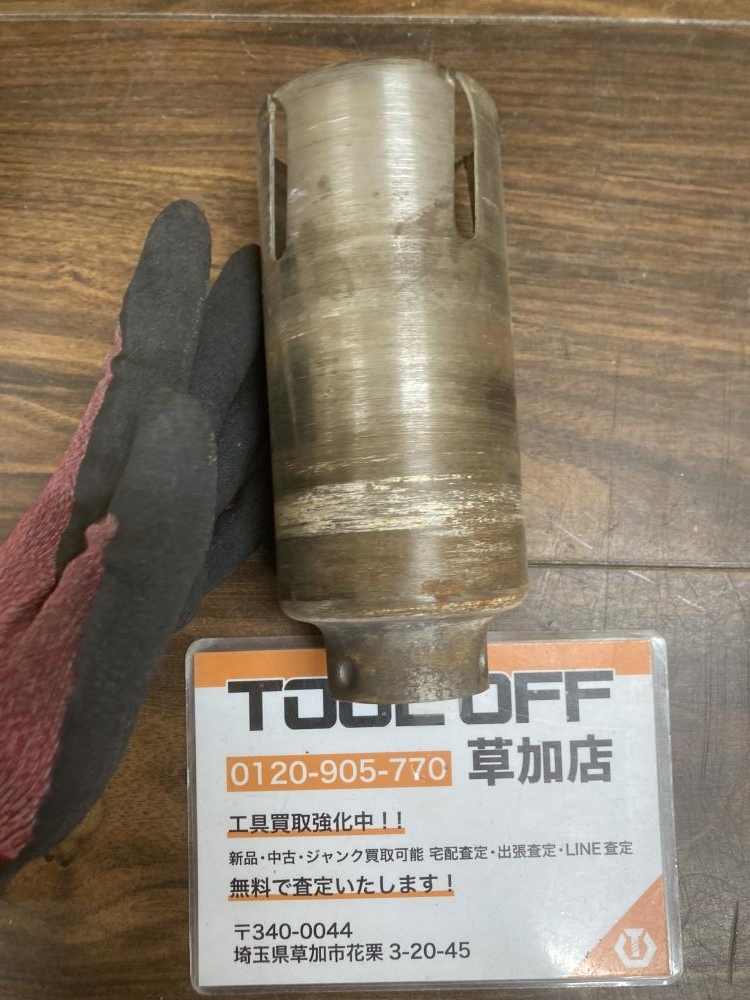 TOOL OFF
0120-905-770 草加店
工具買取強化中!!
新品・中古・ジャンク買取可能 宅配査定・出張査定・LINE査定
無料で査定いたします!
〒340-0044
埼玉県草加市花栗 3-20-45